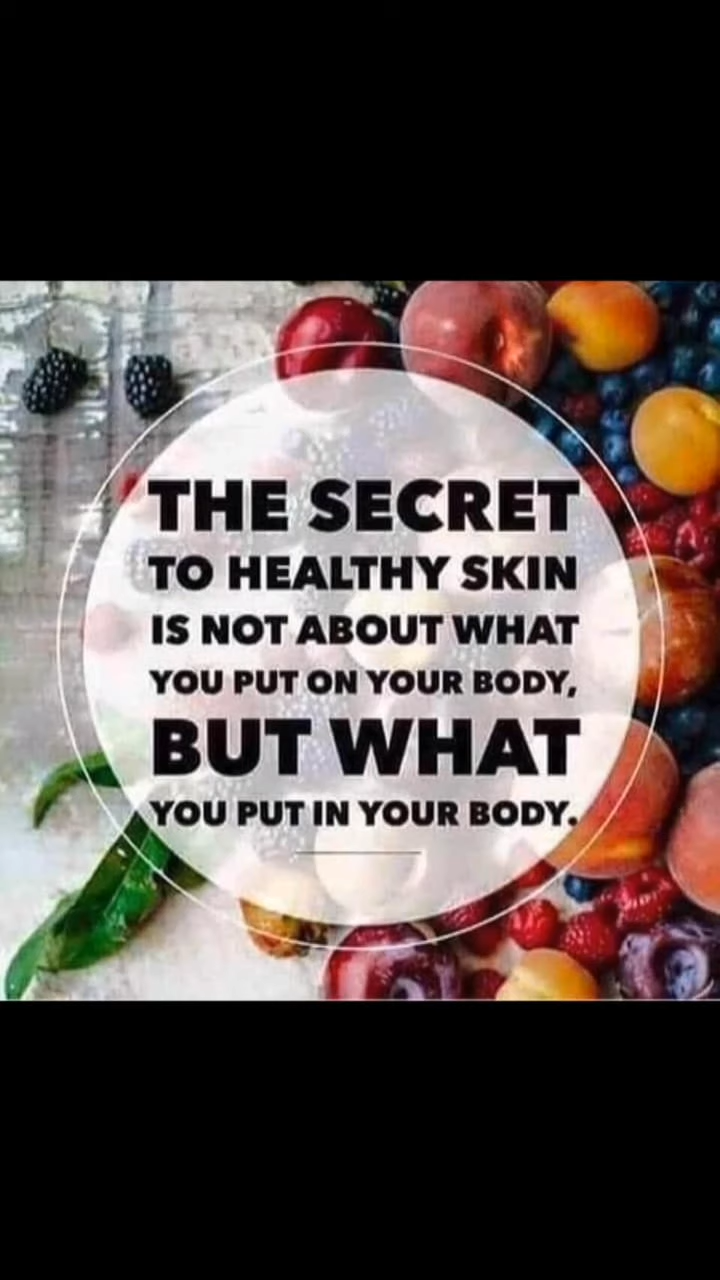 THE SECRET
TO HEALTHY SKIN
IS NOT ABOUT WHAT
YOU PUT ON YOUR BODY,
BUT WHAT
YOU PUT IN YOUR BODY.